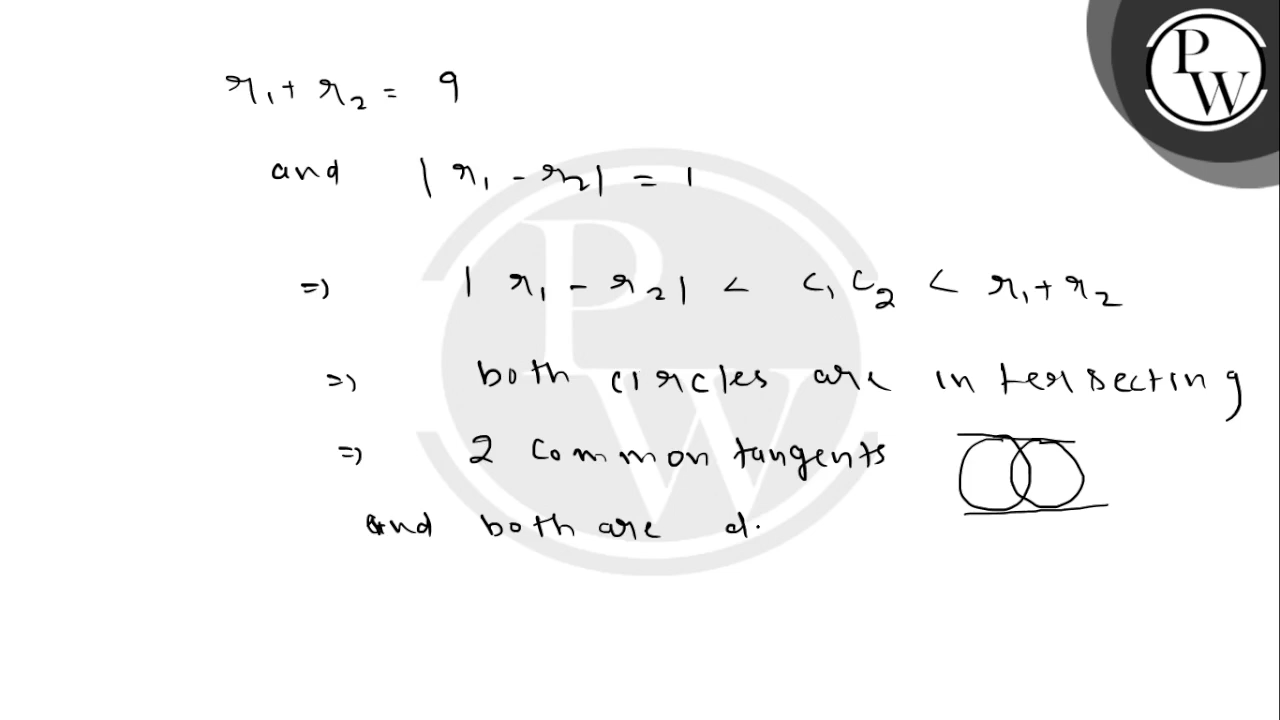 PW
r₁ + r₂ = 9
and |r₁ - r₂| = 1
=> |r₁ - r₂| < c₁c₂ < r₁ + r₂
=> both circles are intersecting
=> 2 common tangents
and both are d.